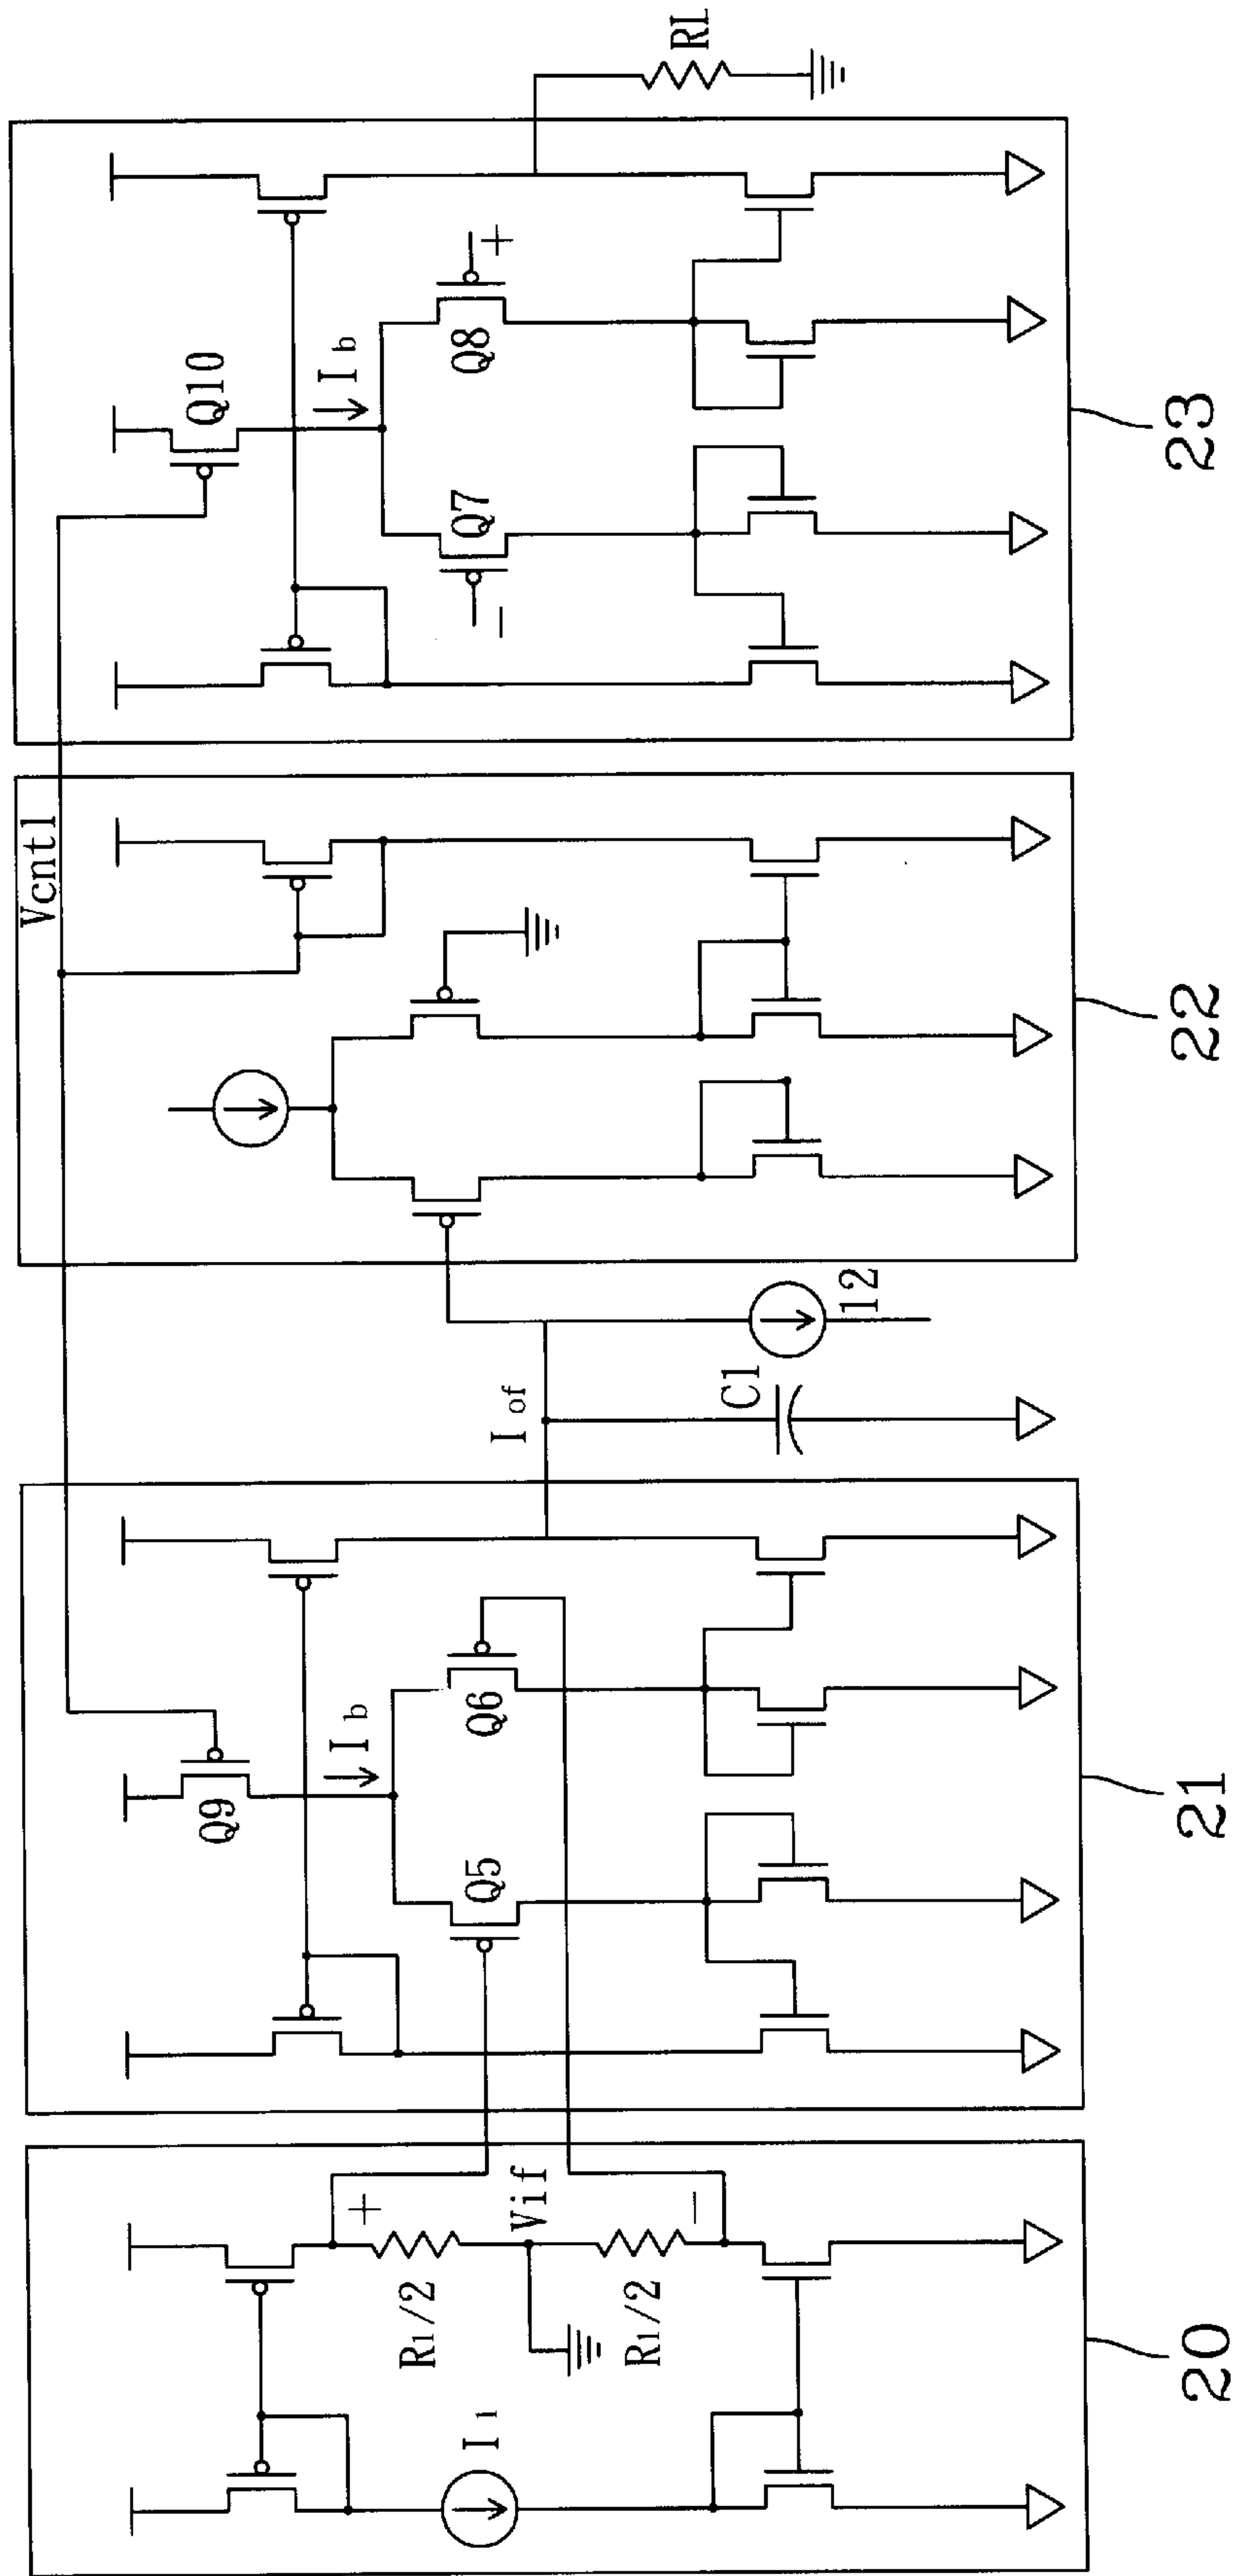 Vcntl
Q9
I b
Q5
Q6
I 1
R1/2
+
Vif
R1/2
−
I of
C1
12
Q10
I b
Q7
Q8
−
+
RL
20
21
22
23